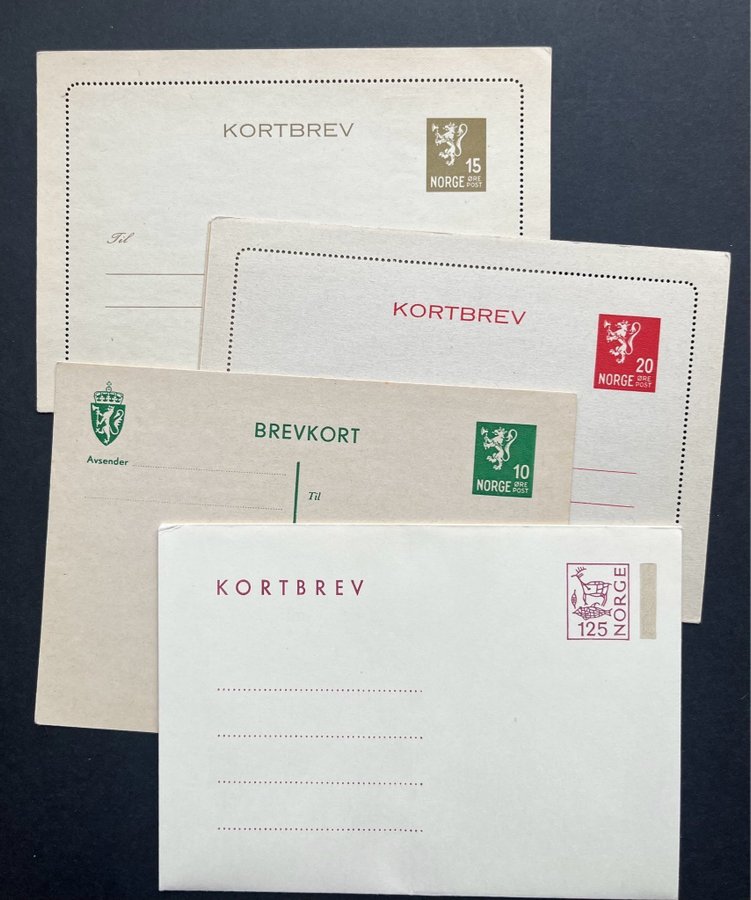 KORTBREV
15
NORGE ØRE POST
Til
KORTBREV
20
NORGE ØRE POST
BREVKORT
Avsender
10
NORGE ØRE POST
Til
KORTBREV
125
NORGE